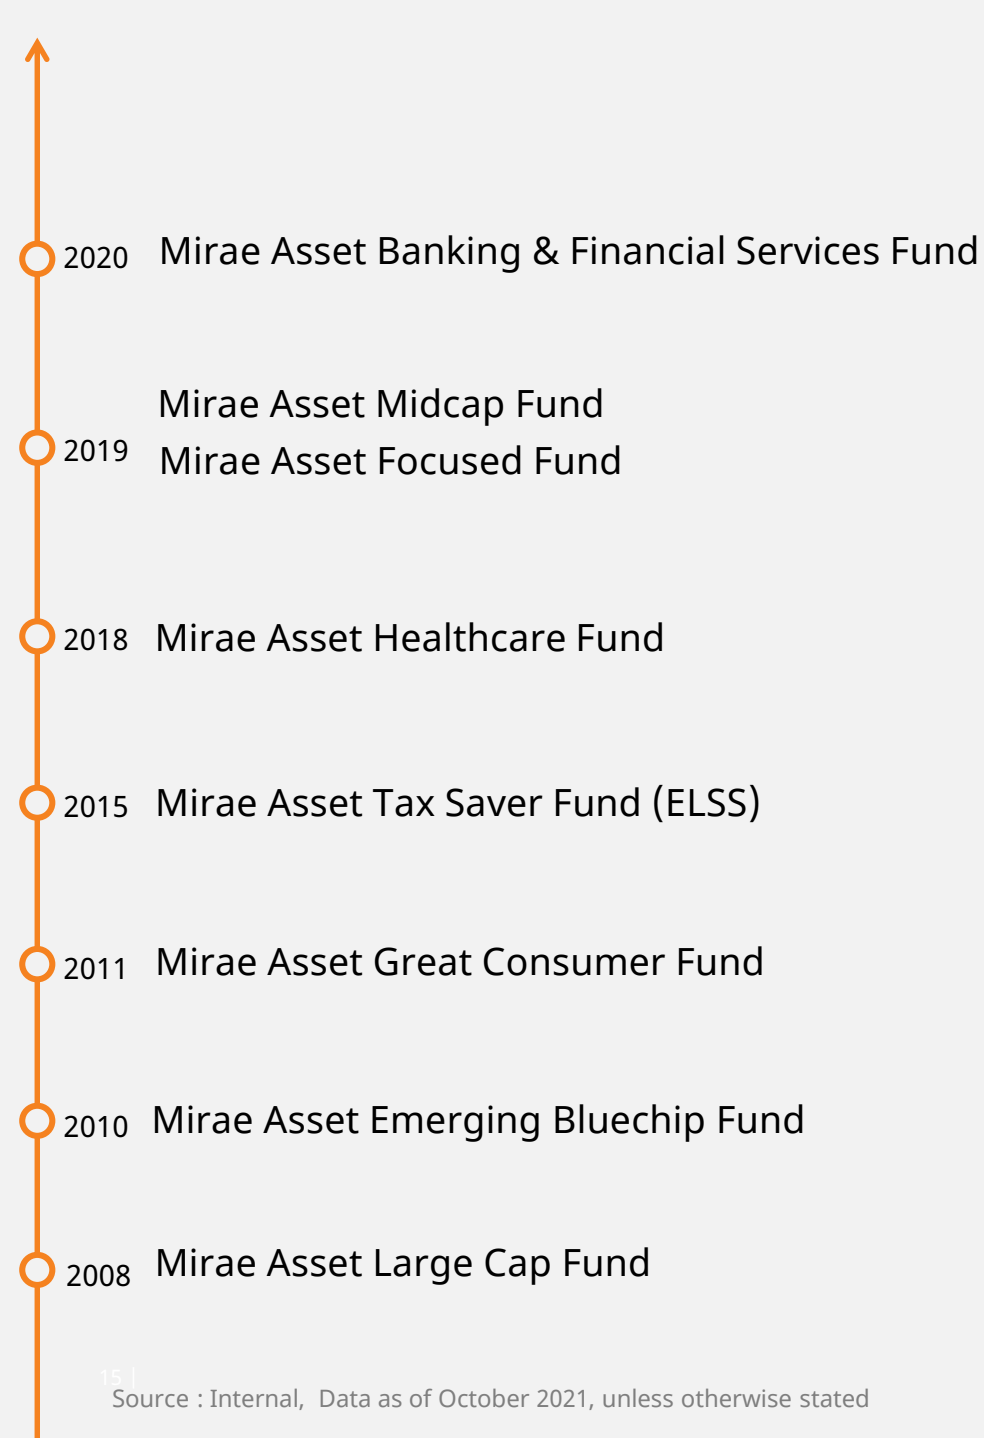 2020 Mirae Asset Banking & Financial Services Fund
Mirae Asset Midcap Fund
2019 Mirae Asset Focused Fund
2018 Mirae Asset Healthcare Fund
2015 Mirae Asset Tax Saver Fund (ELSS)
2011 Mirae Asset Great Consumer Fund
2010 Mirae Asset Emerging Bluechip Fund
2008 Mirae Asset Large Cap Fund
15 |
Source : Internal,  Data as of October 2021, unless otherwise stated